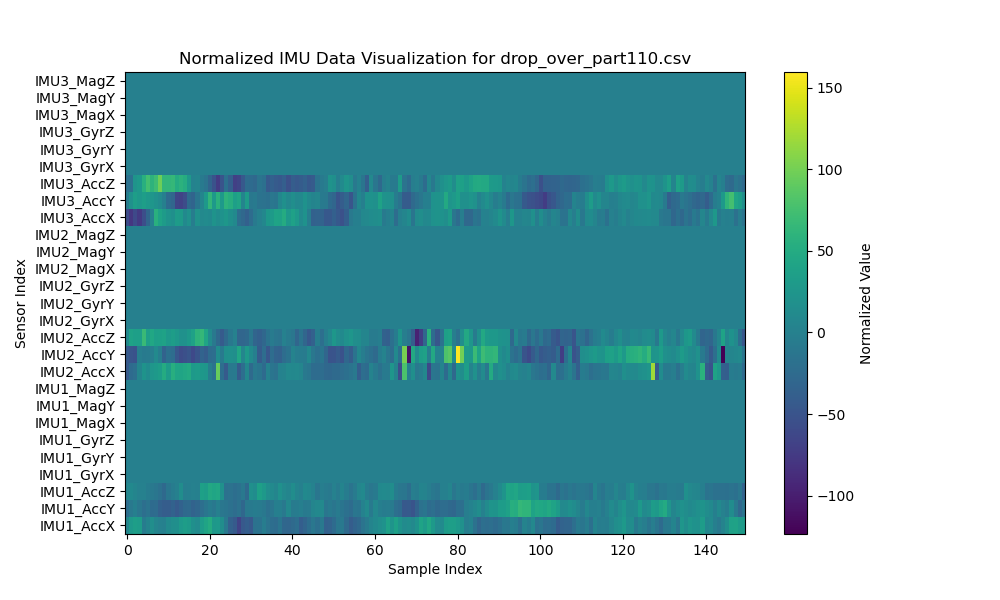 Normalized IMU Data Visualization for drop_over_part110.csv
IMU3_MagZ
IMU3_MagY
IMU3_MagX
IMU3_GyrZ
IMU3_GyrY
IMU3_GyrX
IMU3_AccZ
IMU3_AccY
IMU3_AccX
IMU2_MagZ
IMU2_MagY
IMU2_MagX
IMU2_GyrZ
IMU2_GyrY
IMU2_GyrX
IMU2_AccZ
IMU2_AccY
IMU2_AccX
IMU1_MagZ
IMU1_MagY
IMU1_MagX
IMU1_GyrZ
IMU1_GyrY
IMU1_GyrX
IMU1_AccZ
IMU1_AccY
IMU1_AccX
Sensor Index
0 20 40 60 80 100 120 140
Sample Index
150
100
50
0
−50
−100
Normalized Value